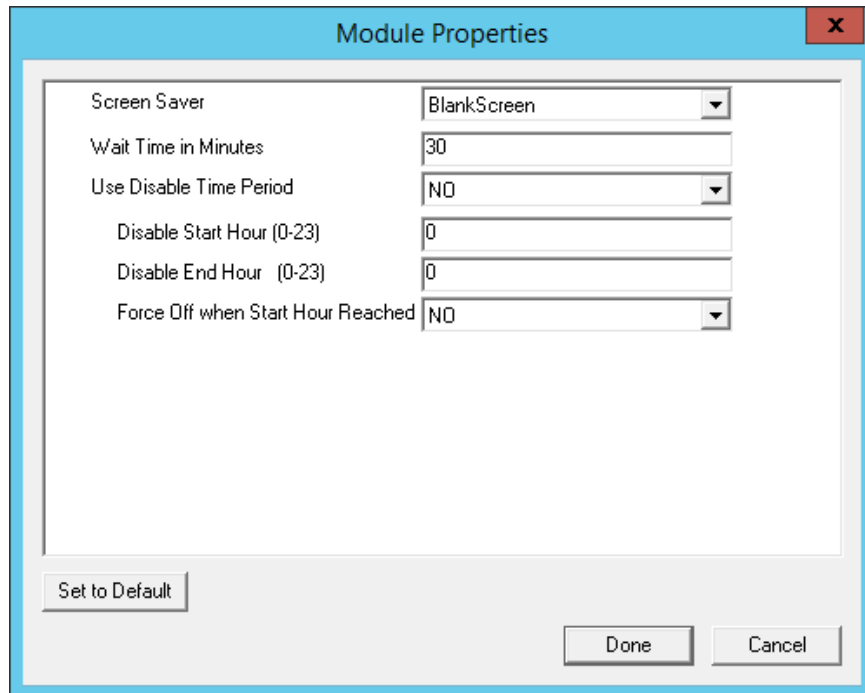 Module Properties
x
Screen Saver BlankScreen
Wait Time in Minutes 30
Use Disable Time Period NO
Disable Start Hour (0-23) 0
Disable End Hour (0-23) 0
Force Off when Start Hour Reached NO
Set to Default
Done Cancel